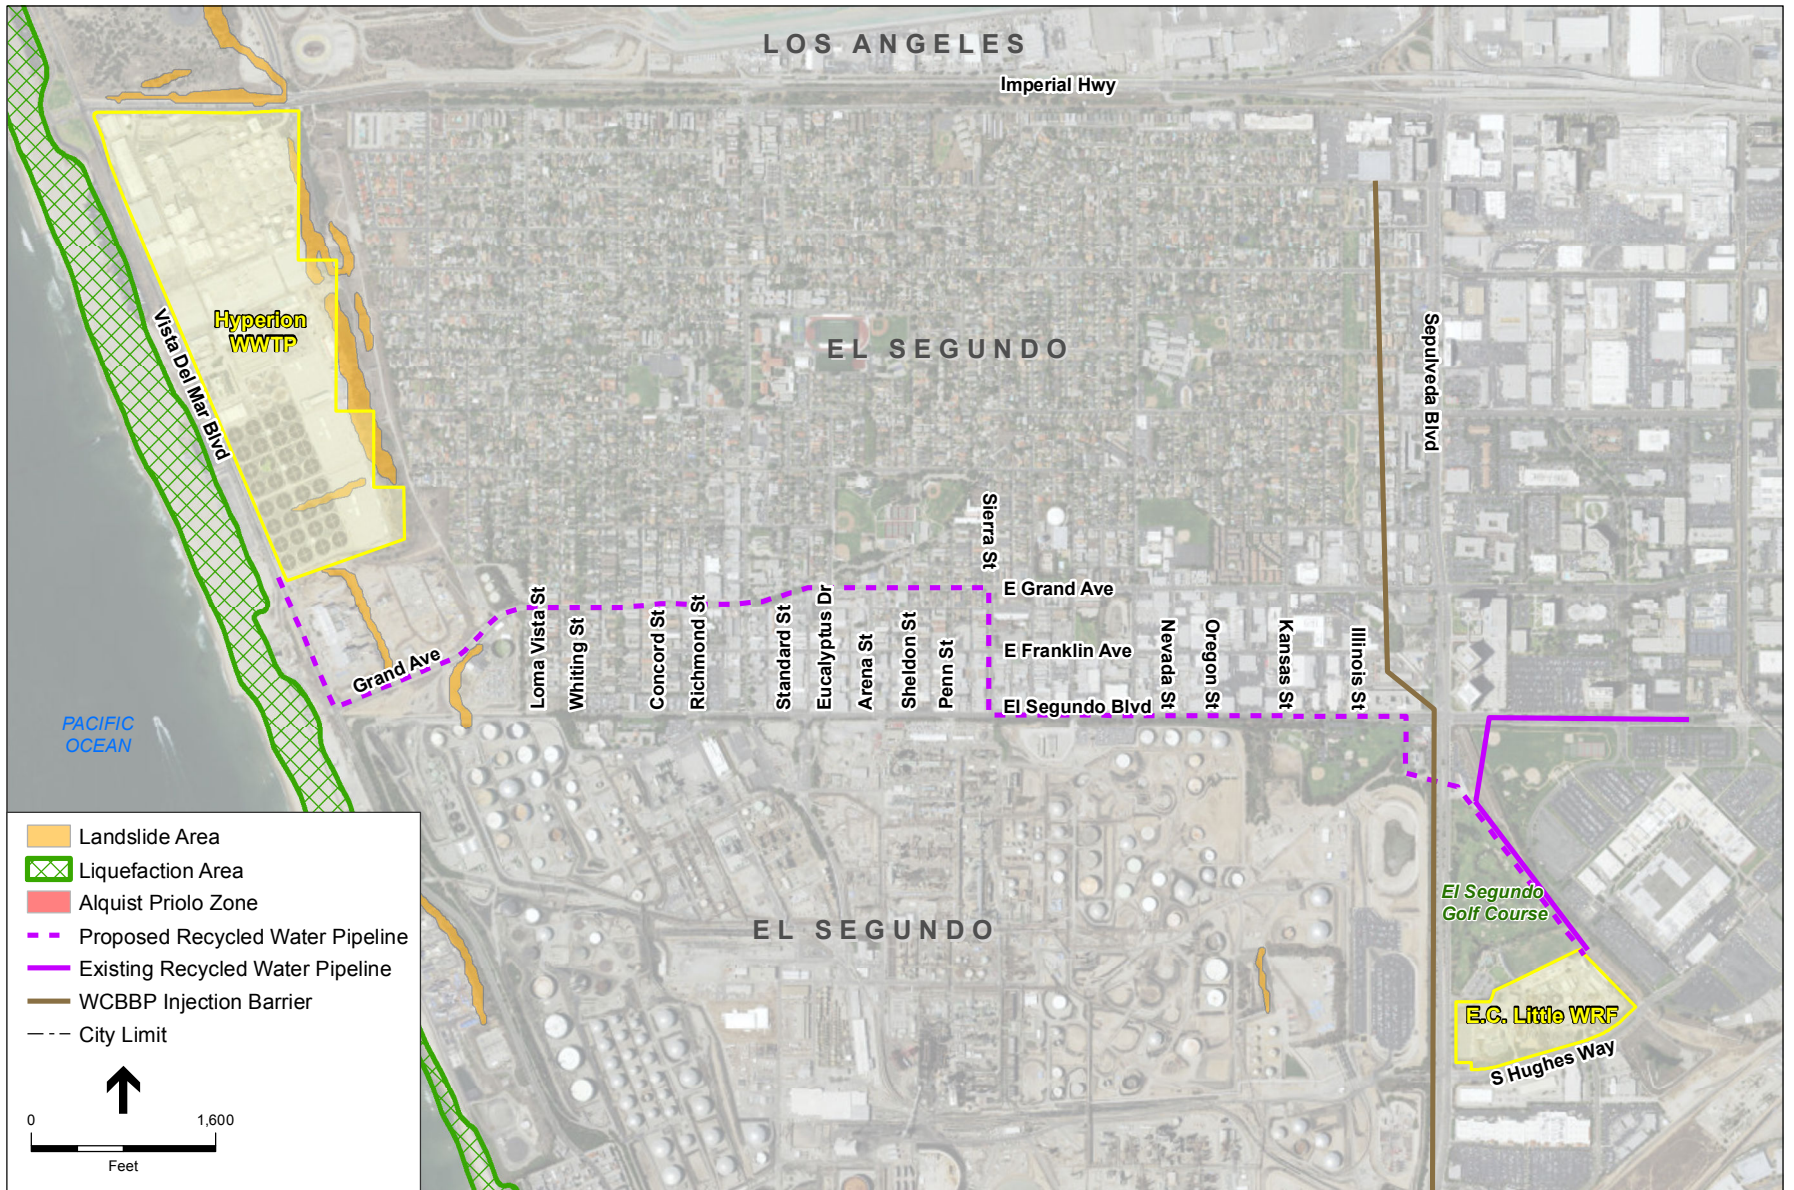 LOS ANGELES
Imperial Hwy
Hyperion
WWTP
Vista Del Mar Blvd
EL SEGUNDO
Sepulveda Blvd
Sierra St
E Grand Ave
Grand Ave
Loma Vista St
Whiting St
Concord St
Richmond St
Standard St
Eucalyptus Dr
Arena St
Sheldon St
Penn St
E Franklin Ave
El Segundo Blvd
Nevada St
Oregon St
Kansas St
Illinois St
PACIFIC
OCEAN
EL SEGUNDO
El Segundo
Golf Course
E.C. Little WRF
S Hughes Way
Landslide Area
Liquefaction Area
Alquist Priolo Zone
Proposed Recycled Water Pipeline
Existing Recycled Water Pipeline
WCBBP Injection Barrier
City Limit
0 1,600
Feet